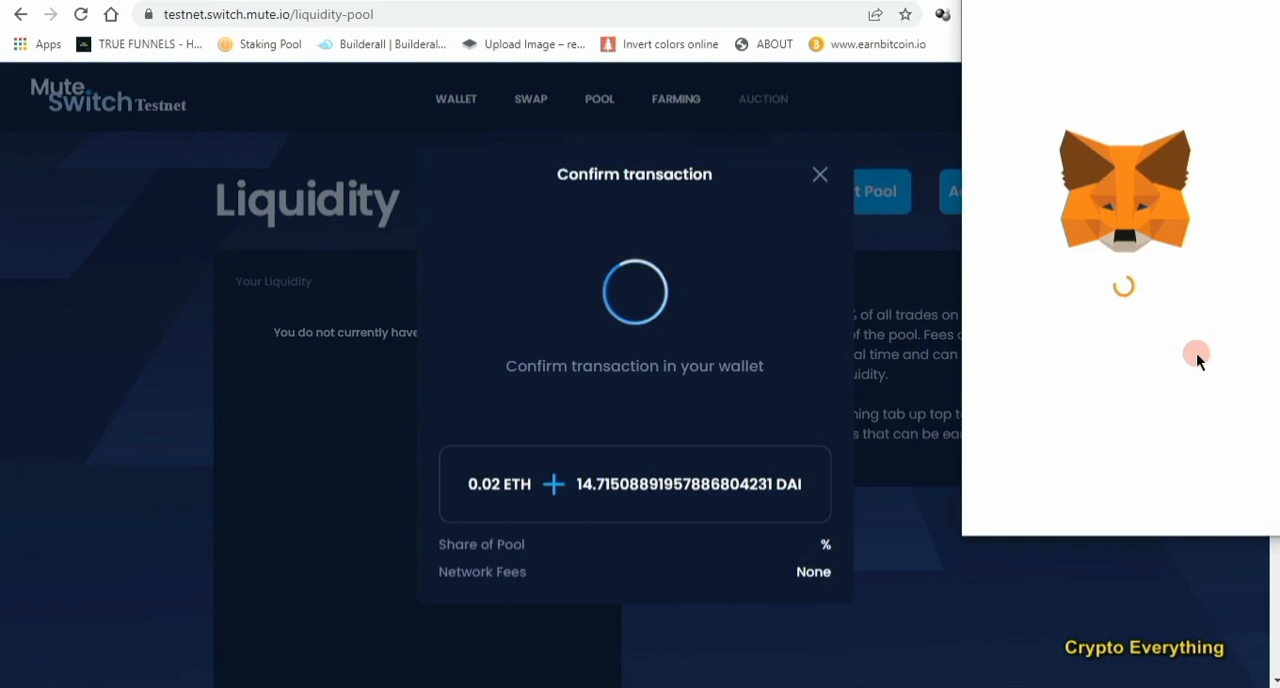 testnet.switch.mute.io/liquidity-pool
Apps TRUE FUNNELS - H... Staking Pool Builderall | Builderal... Upload Image – re... Invert colors online ABOUT www.earnbitcoin.io
Mute
Switch Testnet
WALLET SWAP POOL FARMING AUCTION
Confirm transaction
Liquidity
t Pool
A
Your Liquidity
You do not currently have
of all trades on
of the pool. Fees
al time and can
uidity.
Confirm transaction in your wallet
ning tab up top t
s that can be ea
0.02 ETH + 14.71508891957886804231 DAI
Share of Pool %
Network Fees None
Crypto Everything